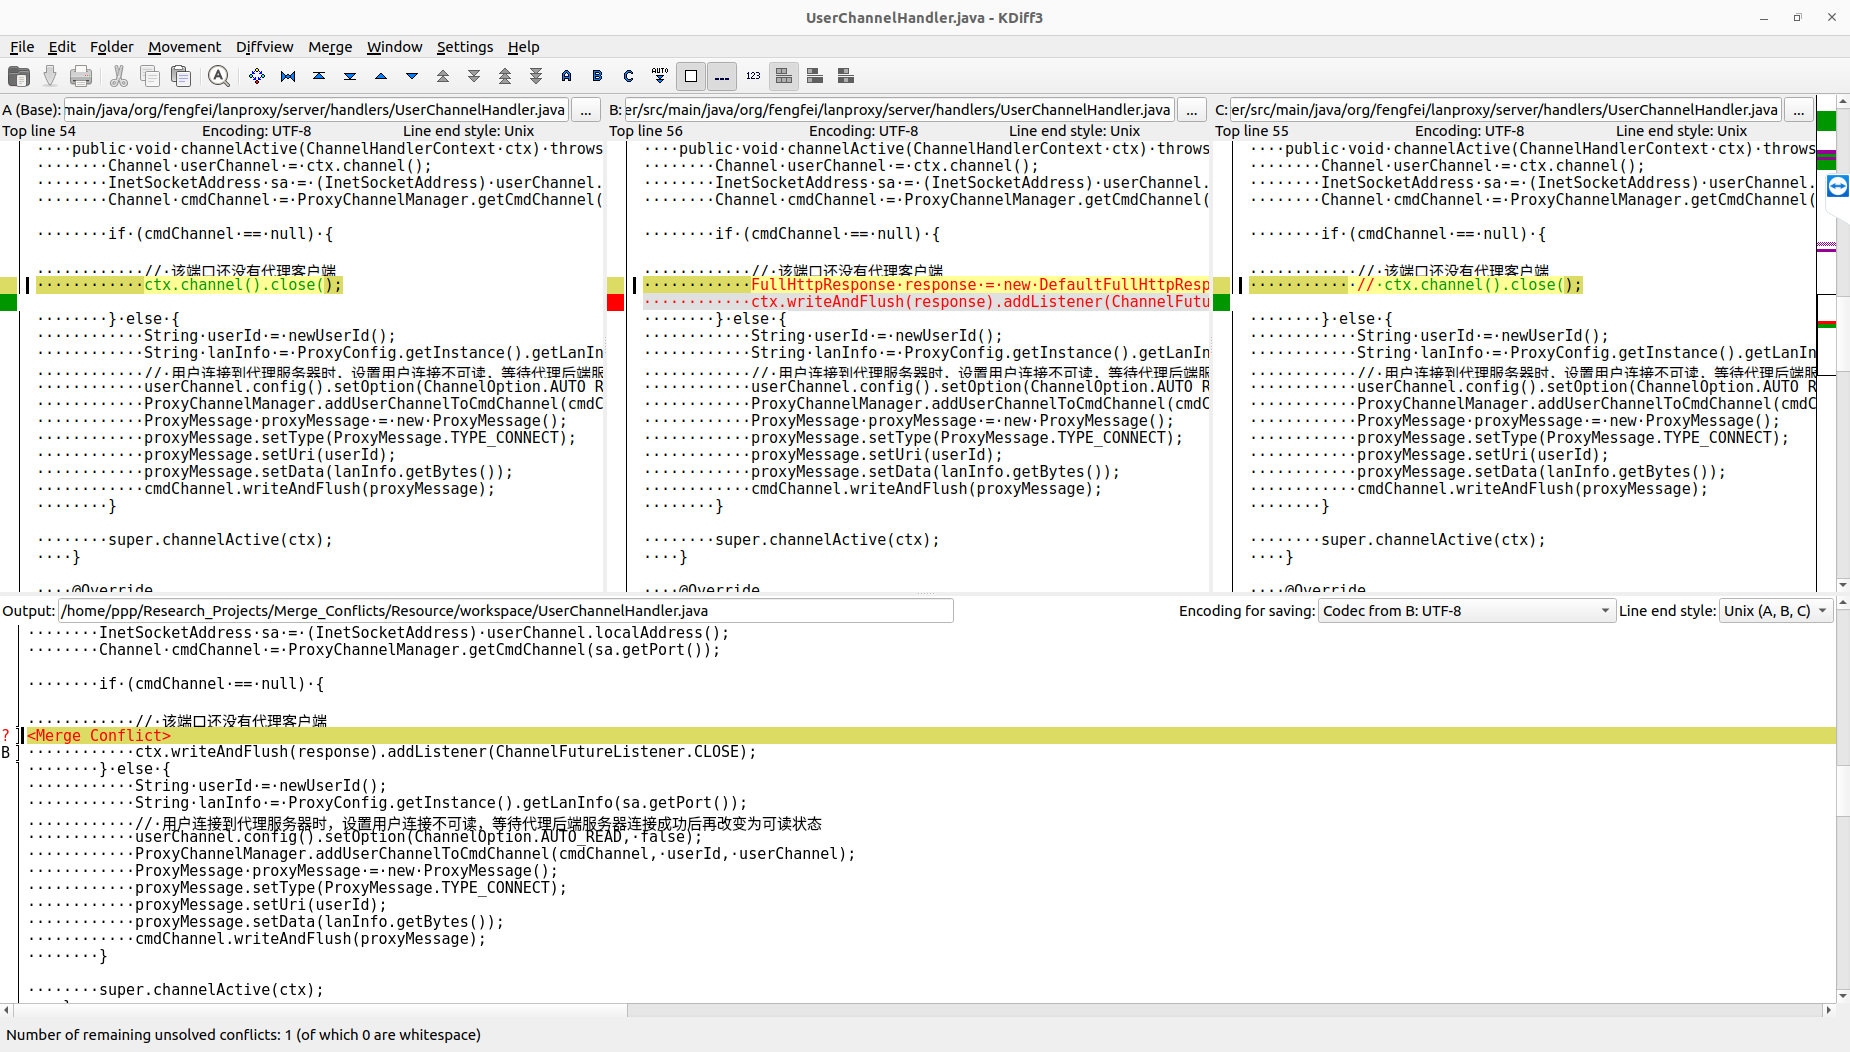 UserChannelHandler.java - KDiff3
File Edit Folder Movement Diffview Merge Window Settings Help
A B C AUTO 123
A (Base): main/java/org/fengfei/lanproxy/server/handlers/UserChannelHandler.java ...
Top line 54 Encoding: UTF-8 Line end style: Unix
····public·void·channelActive(ChannelHandlerContext·ctx)·throws
········Channel·userChannel·=·ctx.channel();
········InetSocketAddress·sa·=·(InetSocketAddress)·userChannel.
········Channel·cmdChannel·=·ProxyChannelManager.getCmdChannel(
········if·(cmdChannel·==·null)·{
············//·该端口还没有代理客户端
············ctx.channel().close();
········}·else·{
············String·userId·=·newUserId();
············String·lanInfo·=·ProxyConfig.getInstance().getLanIn
············//·用户连接到代理服务器时，设置用户连接不可读，等待代理后端服
············userChannel.config().setOption(ChannelOption.AUTO_R
············ProxyChannelManager.addUserChannelToCmdChannel(cmdC
············ProxyMessage·proxyMessage·=·new·ProxyMessage();
············proxyMessage.setType(ProxyMessage.TYPE_CONNECT);
············proxyMessage.setUri(userId);
············proxyMessage.setData(lanInfo.getBytes());
············cmdChannel.writeAndFlush(proxyMessage);
········}
········super.channelActive(ctx);
····}
····@Override
B: er/src/main/java/org/fengfei/lanproxy/server/handlers/UserChannelHandler.java ...
Top line 56 Encoding: UTF-8 Line end style: Unix
····public·void·channelActive(ChannelHandlerContext·ctx)·throws
········Channel·userChannel·=·ctx.channel();
········InetSocketAddress·sa·=·(InetSocketAddress)·userChannel.
········Channel·cmdChannel·=·ProxyChannelManager.getCmdChannel(
········if·(cmdChannel·==·null)·{
············//·该端口还没有代理客户端
············FullHttpResponse·response·=·new·DefaultFullHttpResp
············ctx.writeAndFlush(response).addListener(ChannelFutu
········}·else·{
············String·userId·=·newUserId();
············String·lanInfo·=·ProxyConfig.getInstance().getLanIn
············//·用户连接到代理服务器时，设置用户连接不可读，等待代理后端服
············userChannel.config().setOption(ChannelOption.AUTO_R
············ProxyChannelManager.addUserChannelToCmdChannel(cmdC
············ProxyMessage·proxyMessage·=·new·ProxyMessage();
············proxyMessage.setType(ProxyMessage.TYPE_CONNECT);
············proxyMessage.setUri(userId);
············proxyMessage.setData(lanInfo.getBytes());
············cmdChannel.writeAndFlush(proxyMessage);
········}
········super.channelActive(ctx);
····}
····@Override
C: er/src/main/java/org/fengfei/lanproxy/server/handlers/UserChannelHandler.java ...
Top line 55 Encoding: UTF-8 Line end style: Unix
····public·void·channelActive(ChannelHandlerContext·ctx)·throws
········Channel·userChannel·=·ctx.channel();
········InetSocketAddress·sa·=·(InetSocketAddress)·userChannel.
········Channel·cmdChannel·=·ProxyChannelManager.getCmdChannel(
········if·(cmdChannel·==·null)·{
············//·该端口还没有代理客户端
············//·ctx.channel().close();
········}·else·{
············String·userId·=·newUserId();
············String·lanInfo·=·ProxyConfig.getInstance().getLanIn
············//·用户连接到代理服务器时，设置用户连接不可读，等待代理后端服
············userChannel.config().setOption(ChannelOption.AUTO_R
············ProxyChannelManager.addUserChannelToCmdChannel(cmdC
············ProxyMessage·proxyMessage·=·new·ProxyMessage();
············proxyMessage.setType(ProxyMessage.TYPE_CONNECT);
············proxyMessage.setUri(userId);
············proxyMessage.setData(lanInfo.getBytes());
············cmdChannel.writeAndFlush(proxyMessage);
········}
········super.channelActive(ctx);
····}
····@Override
Output: /home/ppp/Research_Projects/Merge_Conflicts/Resource/workspace/UserChannelHandler.java Encoding for saving: Codec from B: UTF-8 Line end style: Unix (A, B, C)
········InetSocketAddress·sa·=·(InetSocketAddress)·userChannel.localAddress();
········Channel·cmdChannel·=·ProxyChannelManager.getCmdChannel(sa.getPort());
········if·(cmdChannel·==·null)·{
············//·该端口还没有代理客户端
? <Merge Conflict>
B ············ctx.writeAndFlush(response).addListener(ChannelFutureListener.CLOSE);
········}·else·{
············String·userId·=·newUserId();
············String·lanInfo·=·ProxyConfig.getInstance().getLanInfo(sa.getPort());
············//·用户连接到代理服务器时，设置用户连接不可读，等待代理后端服务器连接成功后再改变为可读状态
············userChannel.config().setOption(ChannelOption.AUTO_READ,·false);
············ProxyChannelManager.addUserChannelToCmdChannel(cmdChannel,·userId,·userChannel);
············ProxyMessage·proxyMessage·=·new·ProxyMessage();
············proxyMessage.setType(ProxyMessage.TYPE_CONNECT);
············proxyMessage.setUri(userId);
············proxyMessage.setData(lanInfo.getBytes());
············cmdChannel.writeAndFlush(proxyMessage);
········}
········super.channelActive(ctx);
Number of remaining unsolved conflicts: 1 (of which 0 are whitespace)